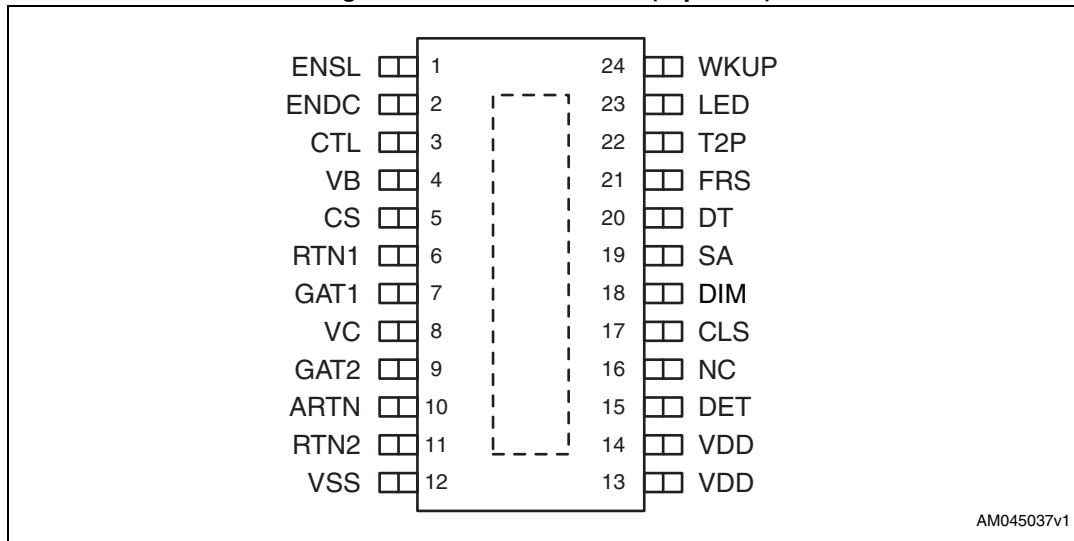 ENSL 1 24 WKUP
ENDC 2 23 LED
CTL 3 22 T2P
VB 4 21 FRS
CS 5 20 DT
RTN1 6 19 SA
GAT1 7 18 DIM
VC 8 17 CLS
GAT2 9 16 NC
ARTN 10 15 DET
RTN2 11 14 VDD
VSS 12 13 VDD
AM045037v1